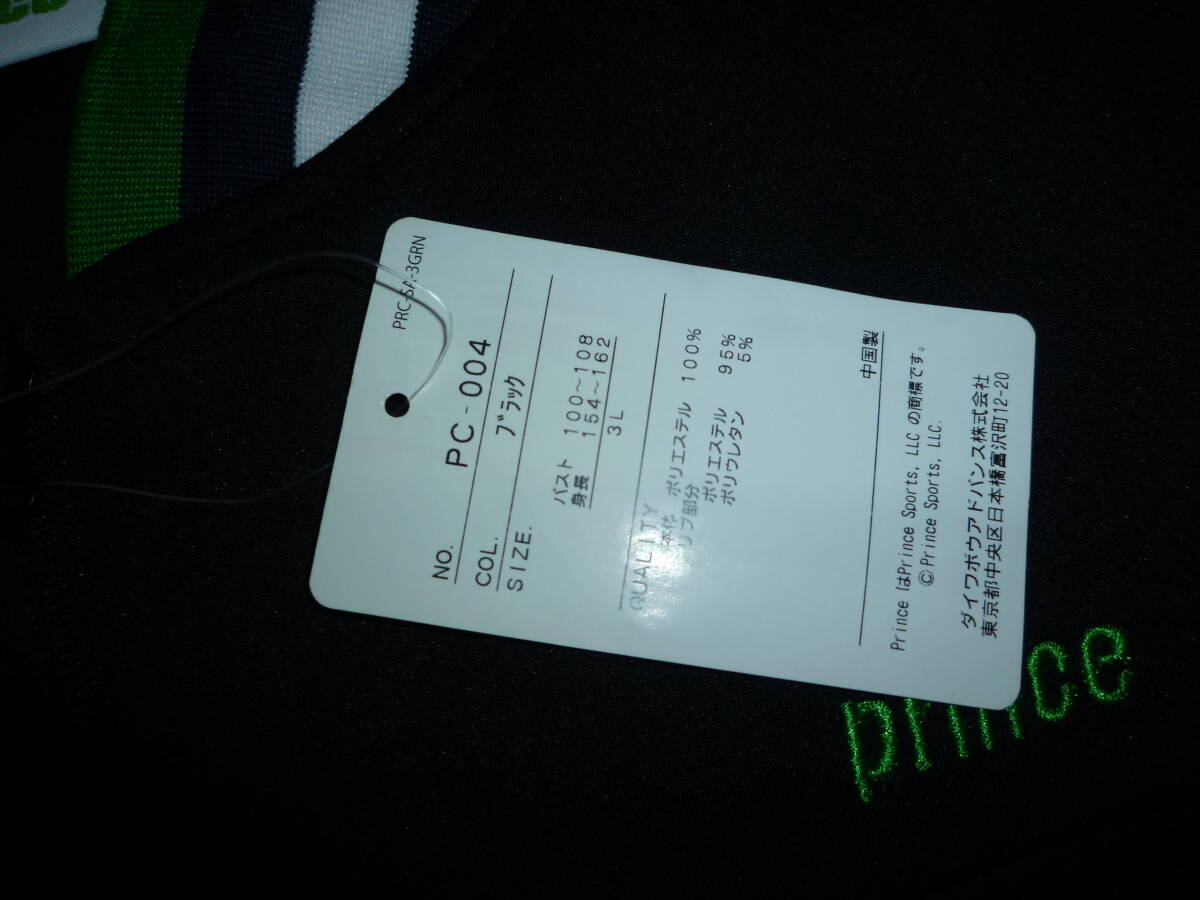 PRC-SA-3GRN
NO. PC-004
COL. ブラック
SIZE.
バスト 100~108
身長 154~162
3L
QUALITY
本体 ポリエステル 100%
リブ部分
ポリエステル 95%
ポリウレタン 5%
中国製
Prince はPrince Sports, LLC の商標です。
©Prince Sports, LLC.
ダイワボウアドバンス株式会社
東京都中央区日本橋富沢町12-20
prince